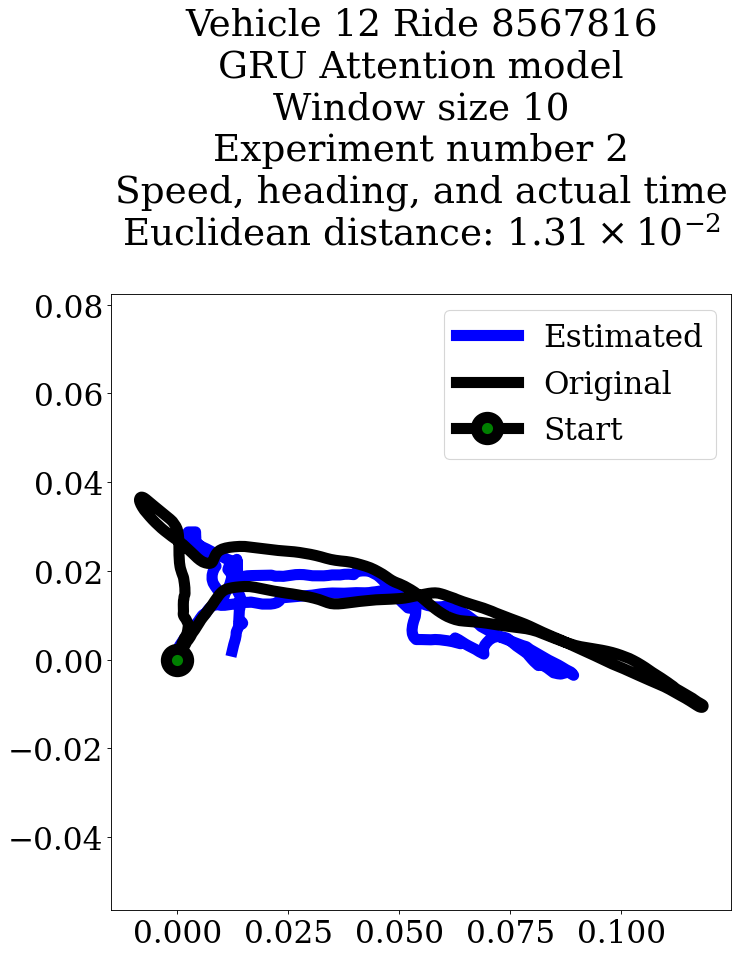 Vehicle 12 Ride 8567816
GRU Attention model
Window size 10
Experiment number 2
Speed, heading, and actual time
Euclidean distance: 1.31 × 10⁻²
Estimated
Original
Start
0.08
0.06
0.04
0.02
0.00
−0.02
−0.04
0.000 0.025 0.050 0.075 0.100